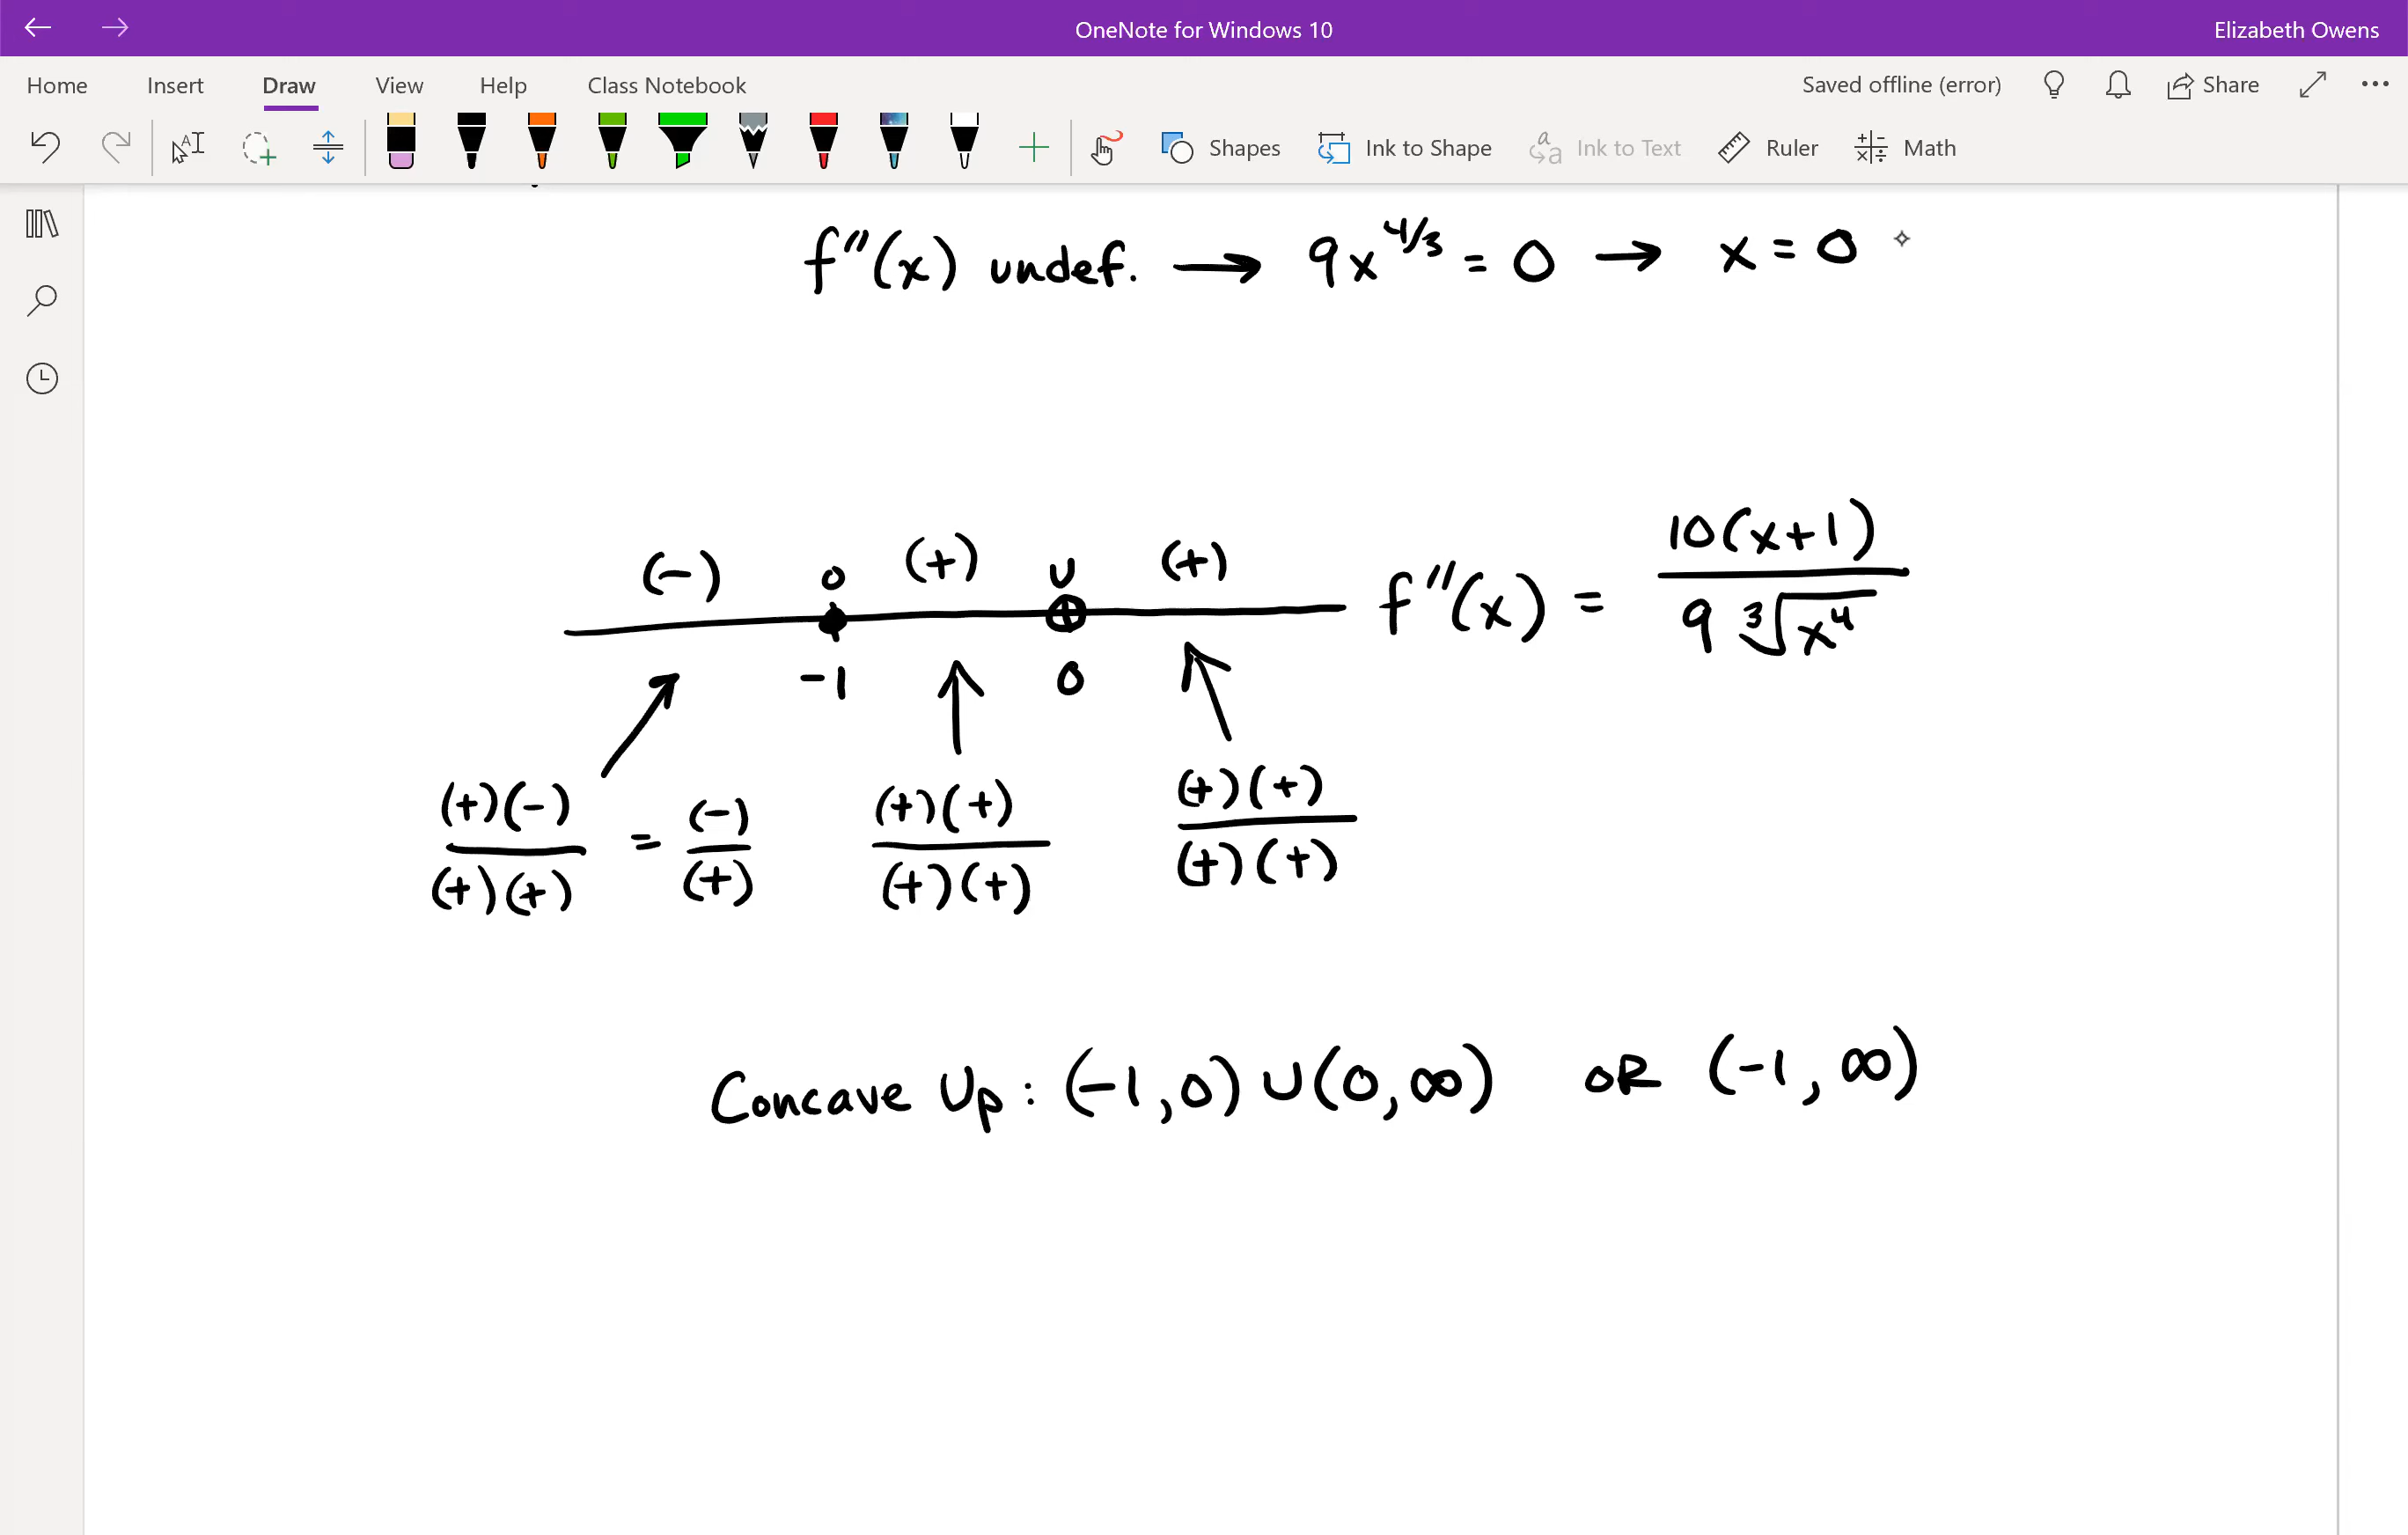 OneNote for Windows 10
Elizabeth Owens
Home Insert Draw View Help Class Notebook
Saved offline (error) Share
Shapes Ink to Shape Ink to Text Ruler Math
f″(x) undef. → 9x^{4/3} = 0 → x = 0
(-) 0 (+) U (+)
-1 0
f″(x) = 10(x+1) / 9 ∛x⁴
(+)(-) / (+)(+) = (-) / (+)
(+)(+) / (+)(+)
(+)(+) / (+)(+)
Concave Up : (-1,0) ∪ (0,∞) OR (-1,∞)